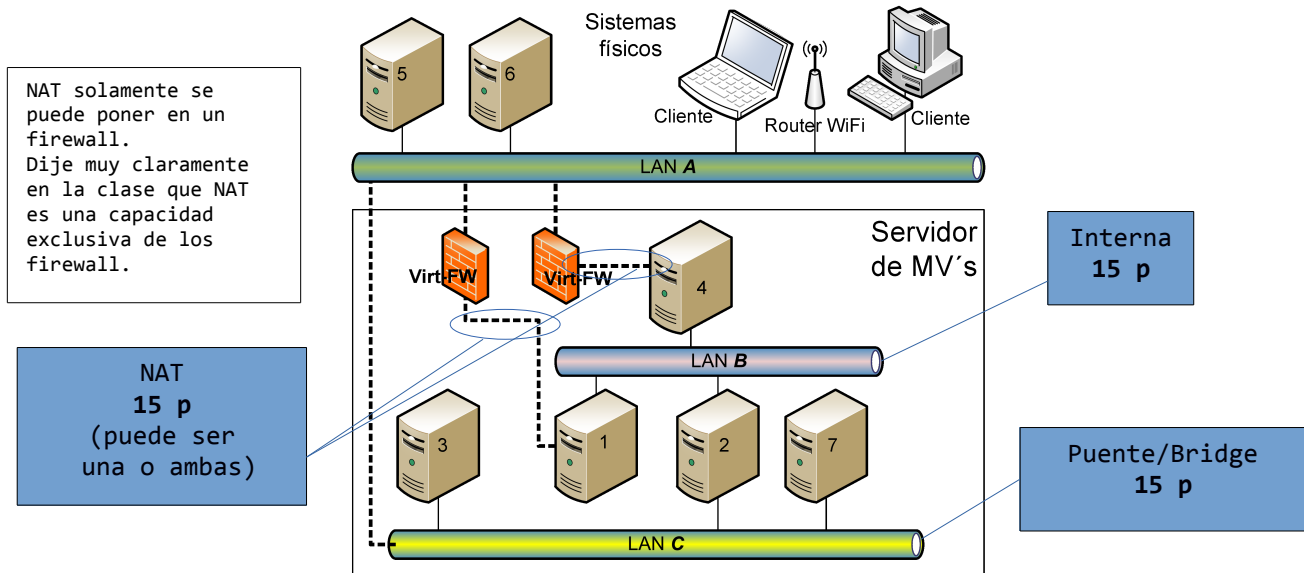 Sistemas
físicos
5
6
Cliente
Router WiFi
Cliente
LAN A
NAT solamente se
puede poner en un
firewall.
Dije muy claramente
en la clase que NAT
es una capacidad
exclusiva de los
firewall.
Servidor
de MV´s
Virt-FW
Virt-FW
4
Interna
15 p
LAN B
NAT
15 p
(puede ser
una o ambas)
3
1
2
7
Puente/Bridge
15 p
LAN C